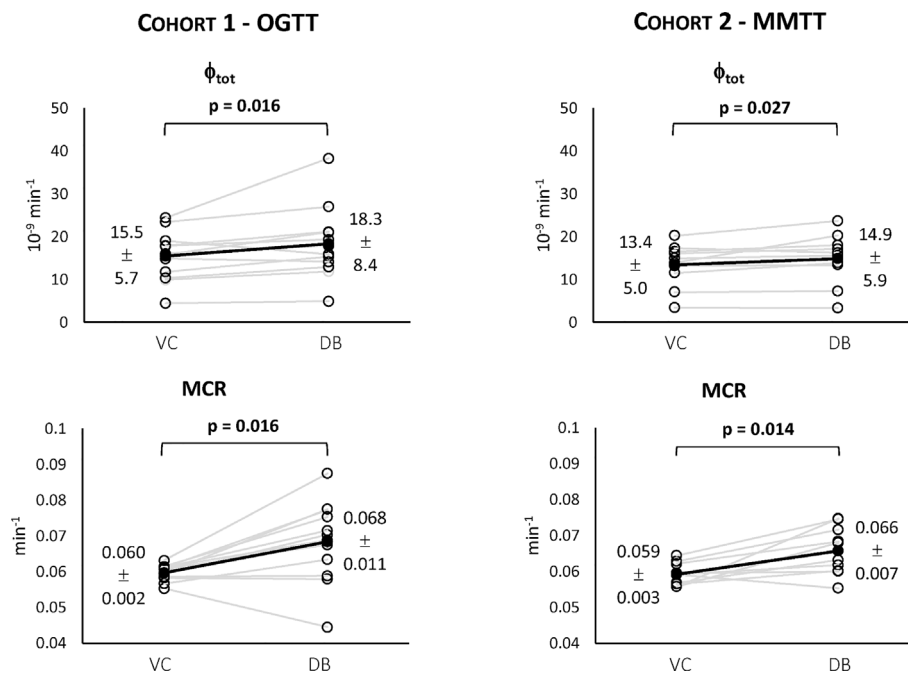 COHORT 1 - OGTT
ϕtot
p = 0.016
50
40
30
20
10
0
10⁻⁹ min⁻¹
15.5
±
5.7
18.3
±
8.4
VC DB
MCR
p = 0.016
0.1
0.09
0.08
0.07
0.06
0.05
0.04
min⁻¹
0.060
±
0.002
0.068
±
0.011
VC DB
COHORT 2 - MMTT
ϕtot
p = 0.027
50
40
30
20
10
0
10⁻⁹ min⁻¹
13.4
±
5.0
14.9
±
5.9
VC DB
MCR
p = 0.014
0.1
0.09
0.08
0.07
0.06
0.05
0.04
min⁻¹
0.059
±
0.003
0.066
±
0.007
VC DB